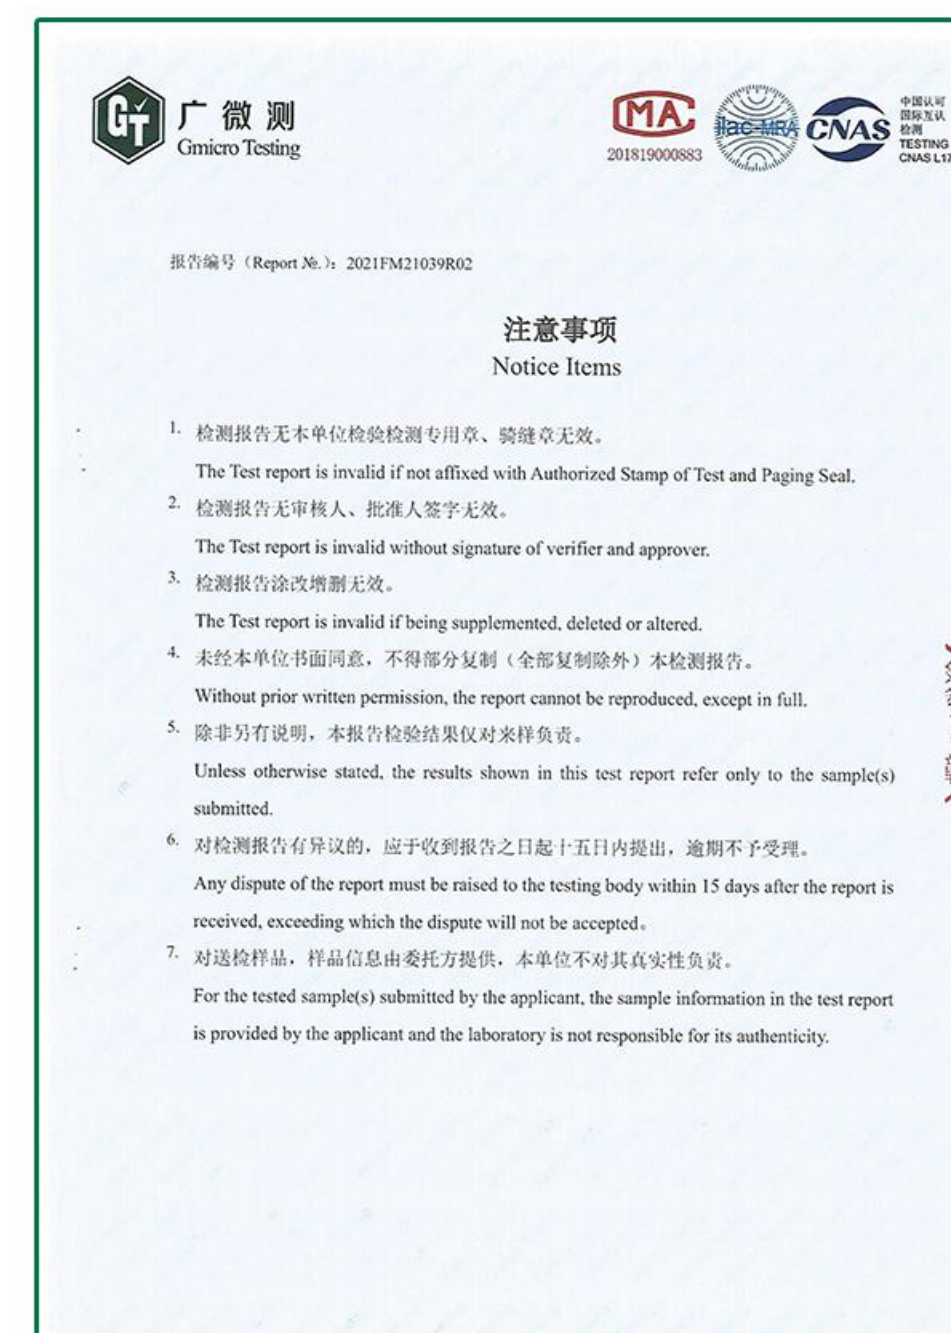 GT 广微测
Gmicro Testing
MA
201819000883
ilac-MRA
CNAS
中国认可
国际互认
检测
TESTING
CNAS L17
报告编号（Report №.）：2021FM21039R02
注意事项
Notice Items
1. 检测报告无本单位检验检测专用章、骑缝章无效。
The Test report is invalid if not affixed with Authorized Stamp of Test and Paging Seal.
2. 检测报告无审核人、批准人签字无效。
The Test report is invalid without signature of verifier and approver.
3. 检测报告涂改增删无效。
The Test report is invalid if being supplemented, deleted or altered.
4. 未经本单位书面同意，不得部分复制（全部复制除外）本检测报告。
Without prior written permission, the report cannot be reproduced, except in full.
5. 除非另有说明，本报告检验结果仅对来样负责。
Unless otherwise stated, the results shown in this test report refer only to the sample(s)
submitted.
6. 对检测报告有异议的，应于收到报告之日起十五日内提出，逾期不予受理。
Any dispute of the report must be raised to the testing body within 15 days after the report is
received, exceeding which the dispute will not be accepted。
7. 对送检样品，样品信息由委托方提供，本单位不对其真实性负责。
For the tested sample(s) submitted by the applicant, the sample information in the test report
is provided by the applicant and the laboratory is not responsible for its authenticity.